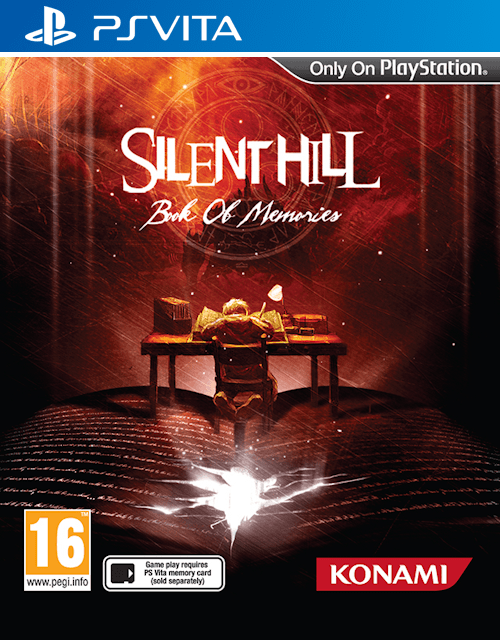 PSVITA
Only On PlayStation®
SILENT HILL
Book Of Memories
16
www.pegi.info
Game play requires
PS Vita memory card
(sold separately)
KONAMI